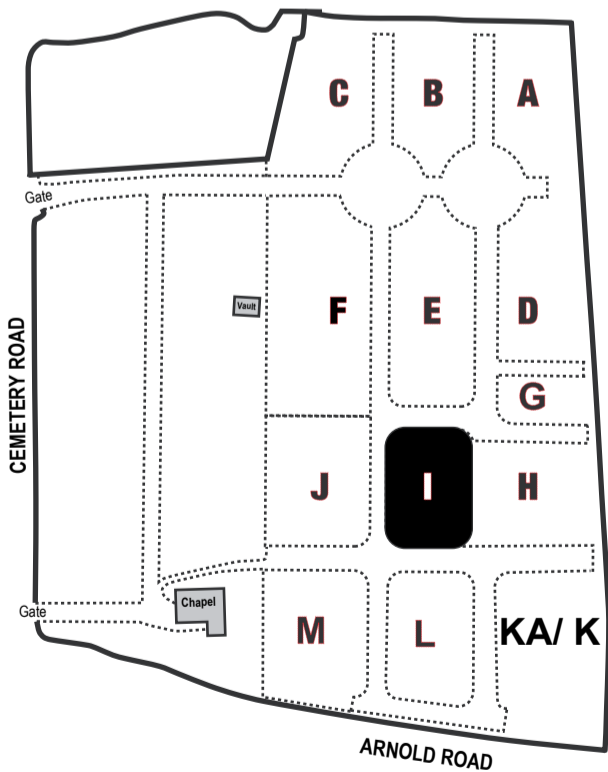 C B A
Gate
Vault
F E D
G
CEMETERY ROAD
J I H
Gate
Chapel
M L KA/ K
ARNOLD ROAD